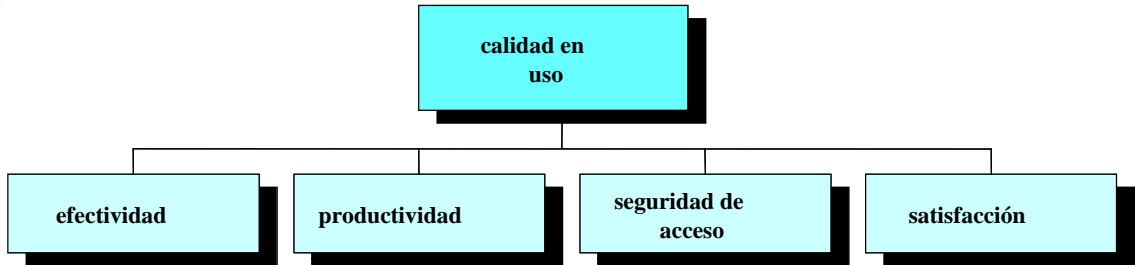 calidad en
uso
efectividad
productividad
seguridad de
acceso
satisfacción